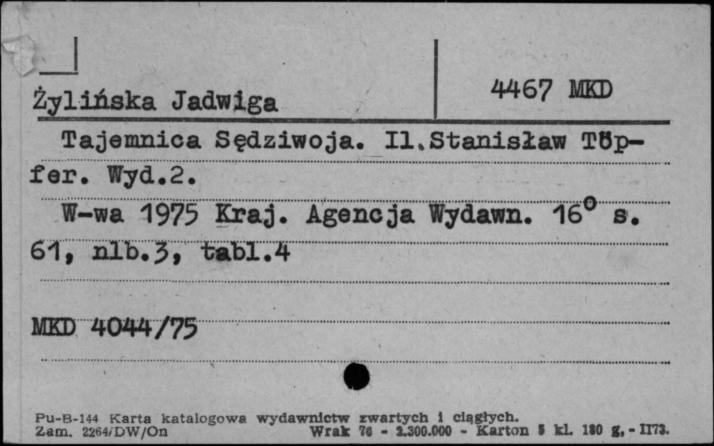 Żylińska Jadwiga
4467 MKD
Tajemnica Sędziwoja. Il.Stanisław Töp-
fer. Wyd.2.
W-wa 1975 Kraj. Agencja Wydawn. 16° s.
61, nlb.3, tabl.4
MKD 4044/75
Pu-B-144 Karta katalogowa wydawnictw zwartych i ciągłych.
Zam. 2264/DW/On Wrak 76 - 2.300.000 - Karton 5 kl. 180 g. - II73.